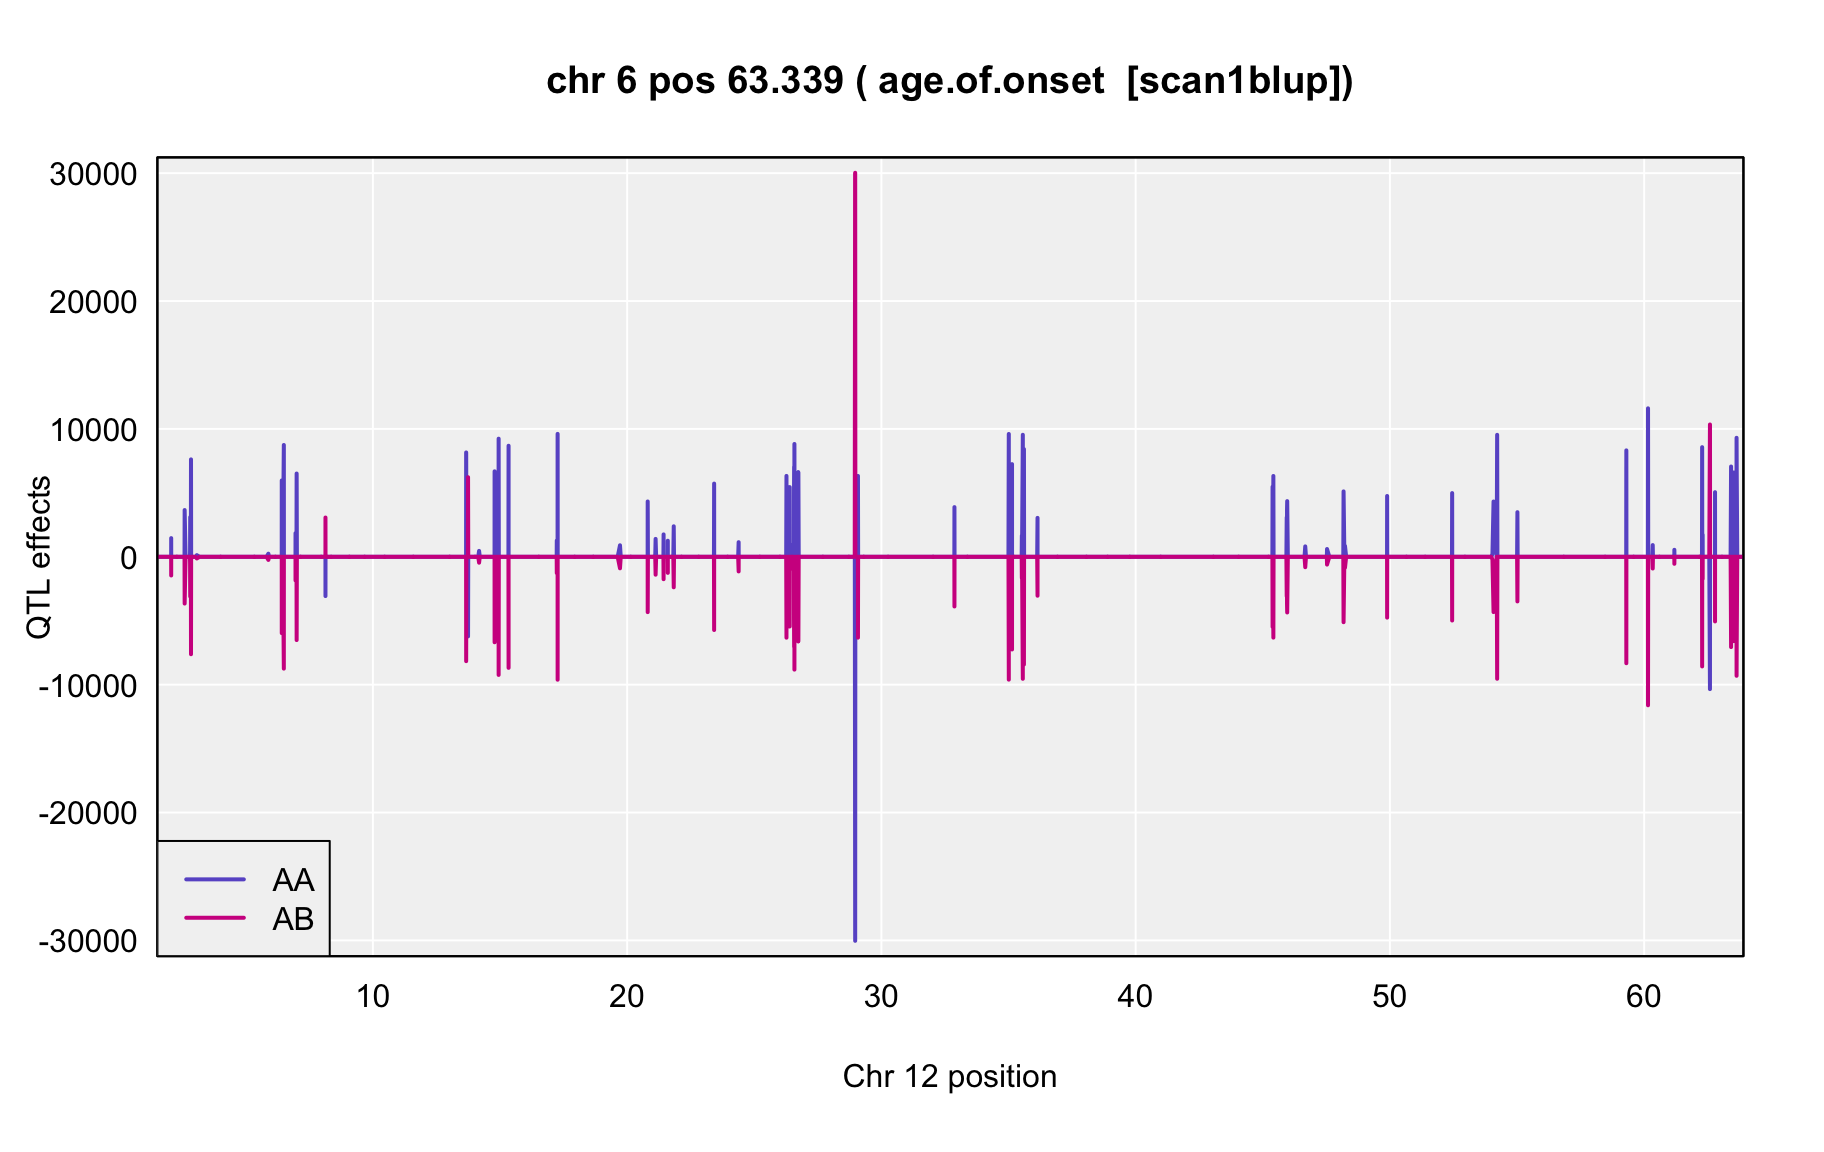 chr 6 pos 63.339 ( age.of.onset  [scan1blup])
30000
20000
10000
0
-10000
-20000
-30000
QTL effects
AA
AB
10 20 30 40 50 60
Chr 12 position